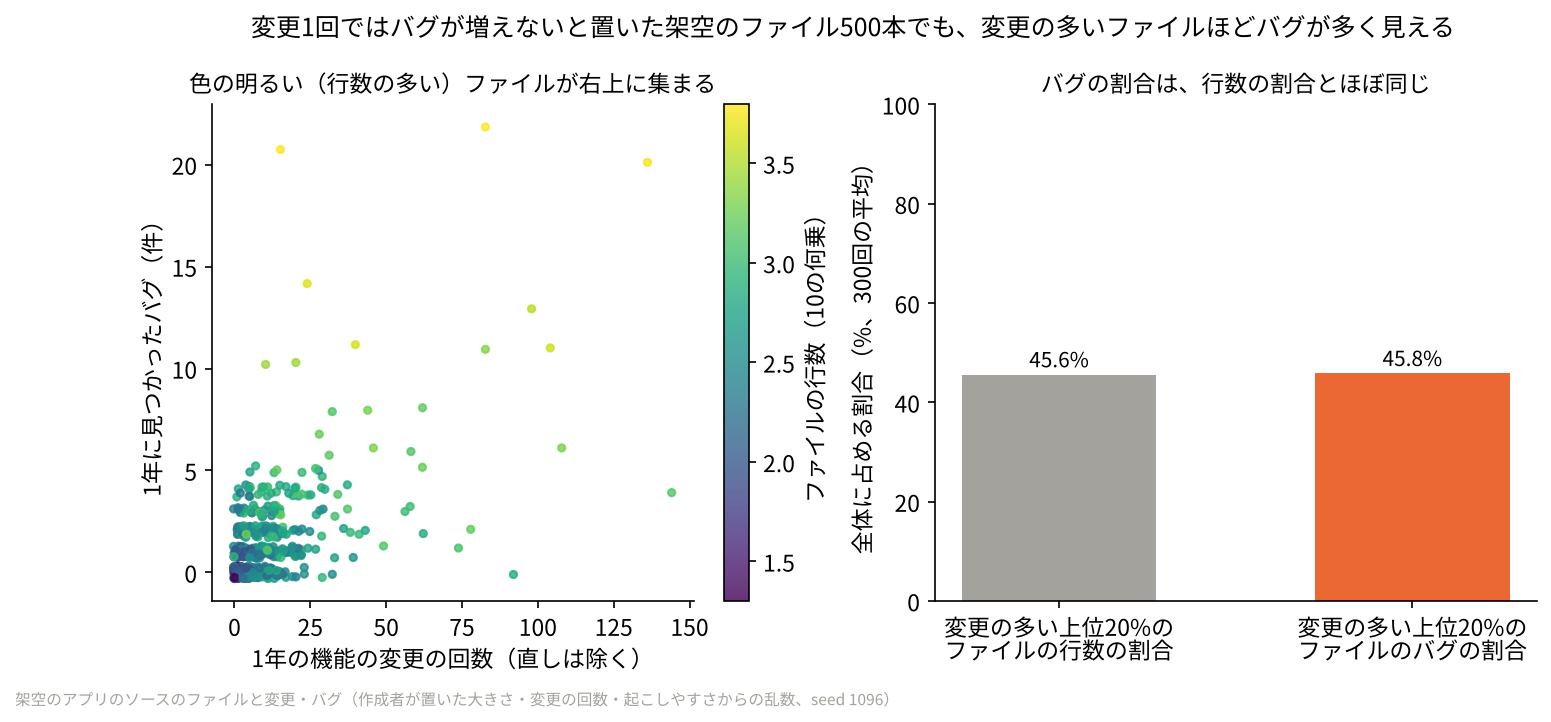 変更1回ではバグが増えないと置いた架空のファイル500本でも、変更の多いファイルほどバグが多く見える
色の明るい（行数の多い）ファイルが右上に集まる
1年に見つかったバグ（件）
20
15
10
5
0
0
25
50
75
100
125
150
1年の機能の変更の回数（直しは除く）
3.5
3.0
2.5
2.0
1.5
ファイルの行数（10の何乗）
バグの割合は、行数の割合とほぼ同じ
全体に占める割合（%、300回の平均）
100
80
60
40
20
0
45.6%
45.8%
変更の多い上位20%の
ファイルの行数の割合
変更の多い上位20%の
ファイルのバグの割合
架空のアプリのソースのファイルと変更・バグ（作成者が置いた大きさ・変更の回数・起こしやすさからの乱数、seed 1096）